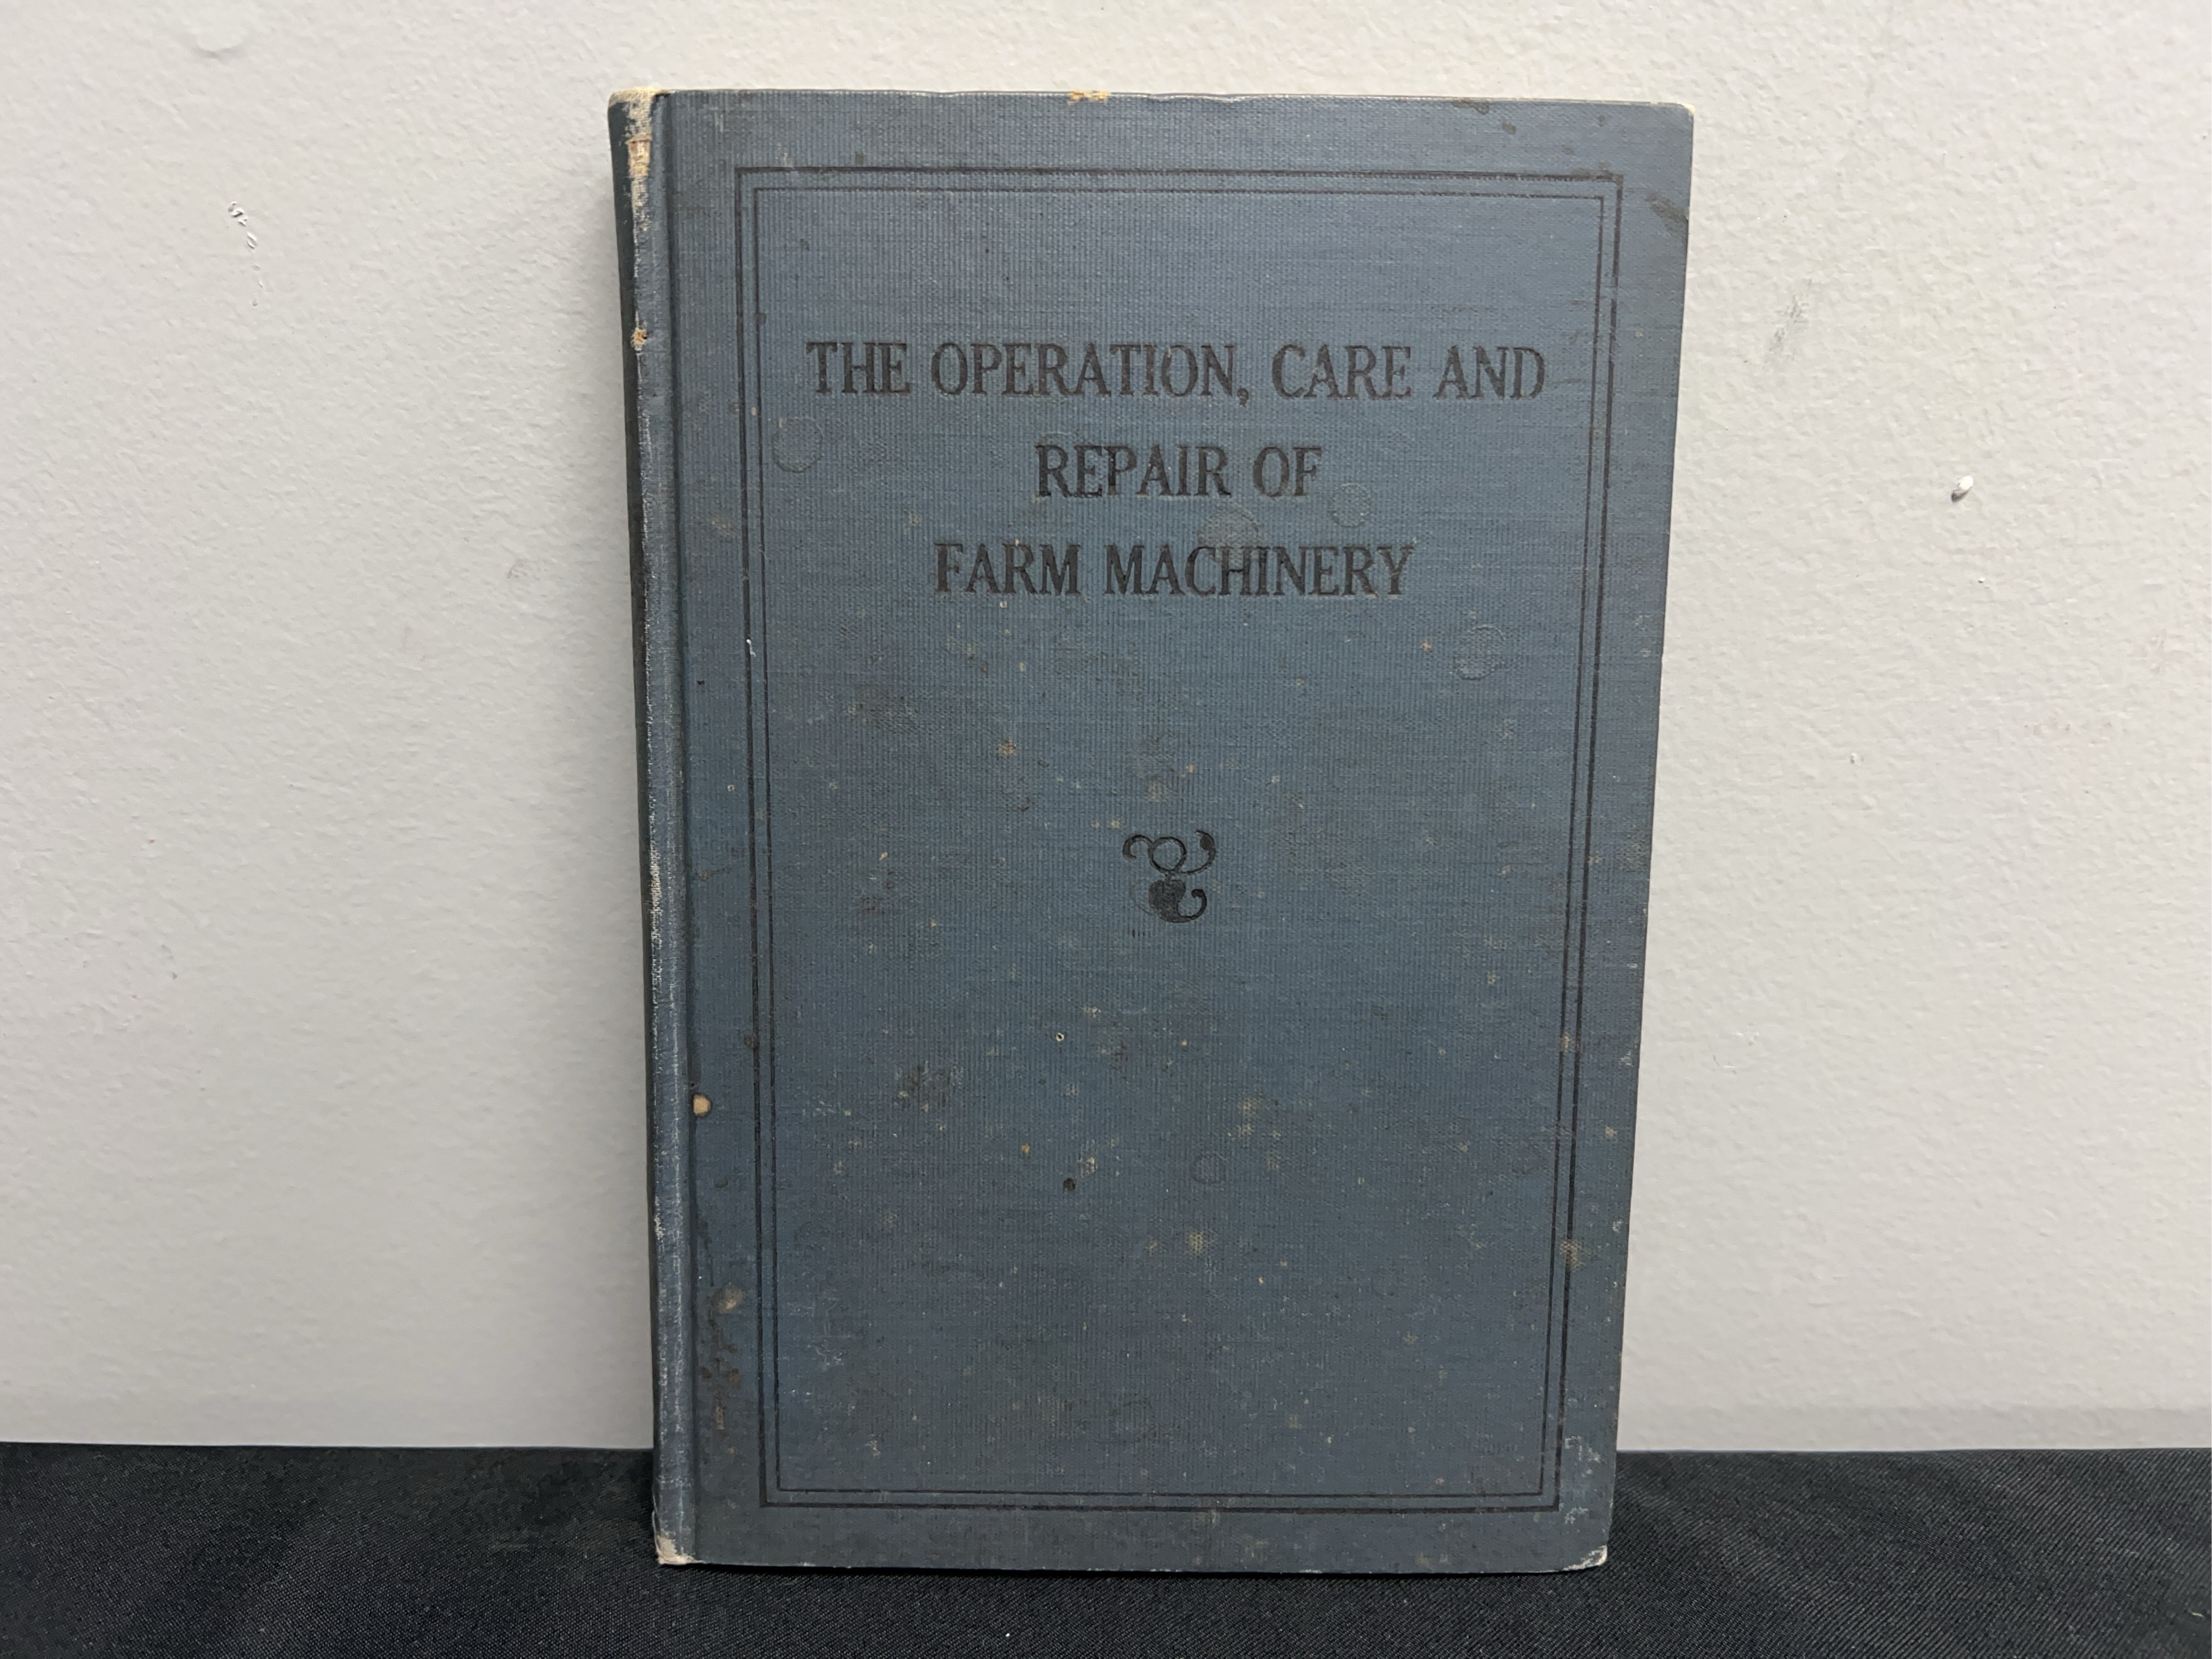 THE OPERATION, CARE AND
REPAIR OF
FARM MACHINERY